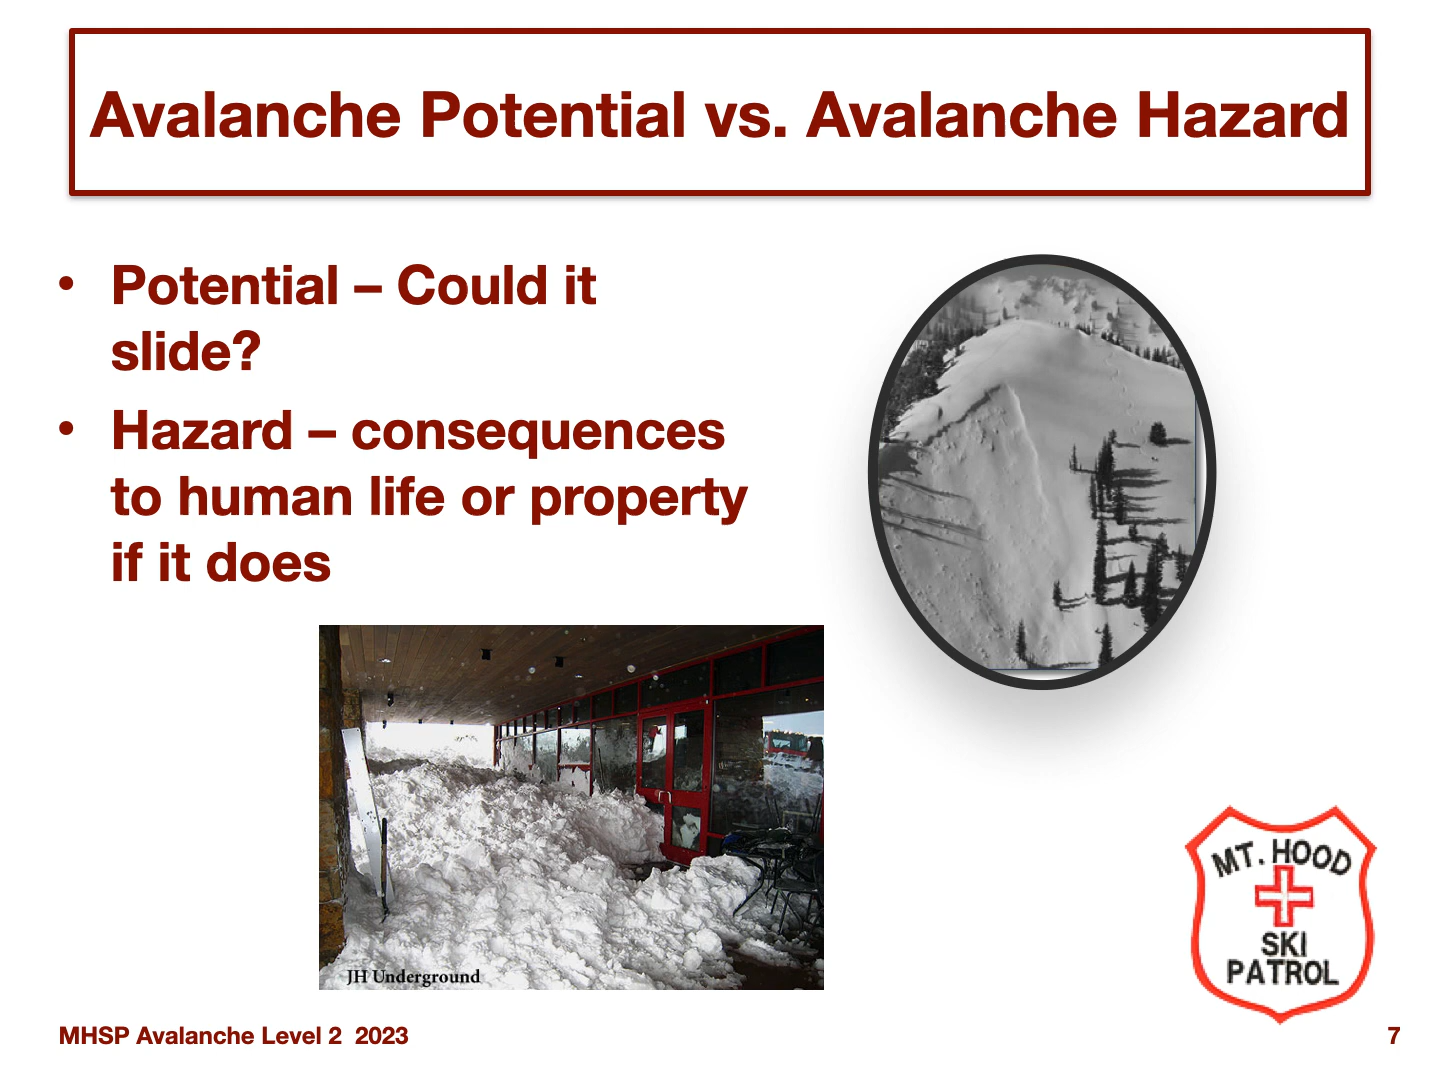 Avalanche Potential vs. Avalanche Hazard
• Potential – Could it
slide?
• Hazard – consequences
to human life or property
if it does
JH Underground
MT. HOOD
SKI
PATROL
MHSP Avalanche Level 2  2023
7